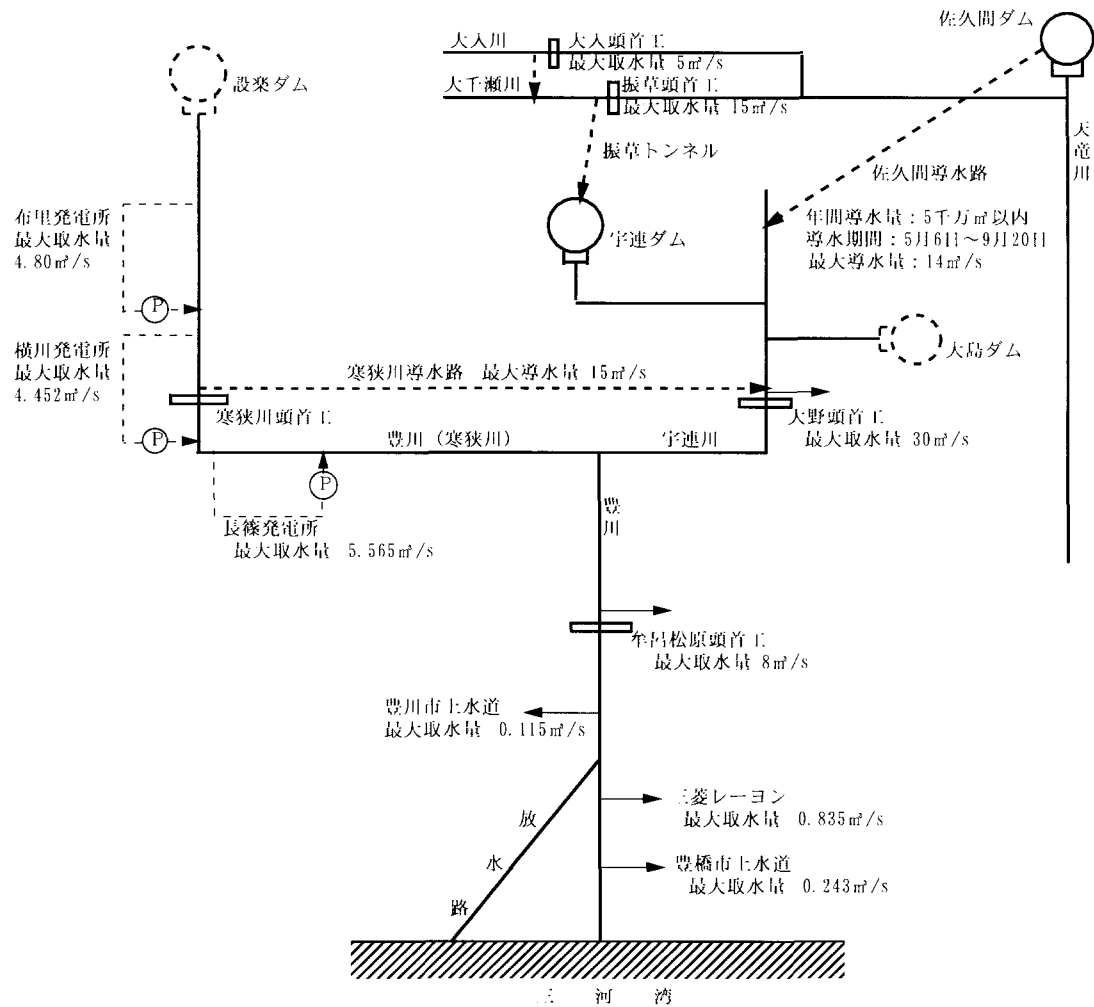 佐久間ダム
大入川
大入頭首工
最大取水量 5㎥/s
設楽ダム
大千瀬川
振草頭首工
最大取水量 15㎥/s
天竜川
振草トンネル
佐久間導水路
布里発電所
最大取水量
4.80㎥/s
宇連ダム
年間導水量：5千万㎥以内
導水期間：5月6日～9月20日
最大導水量：14㎥/s
P
横川発電所
最大取水量
4.452㎥/s
大島ダム
寒狭川導水路 最大導水量 15㎥/s
寒狭川頭首工
大野頭首工
最大取水量 30㎥/s
P
豊川（寒狭川）
宇連川
P
長篠発電所
最大取水量 5.565㎥/s
豊川
牟呂松原頭首工
最大取水量 8㎥/s
豊川市上水道
最大取水量 0.115㎥/s
三菱レーヨン
最大取水量 0.835㎥/s
放水路
豊橋市上水道
最大取水量 0.243㎥/s
三河湾